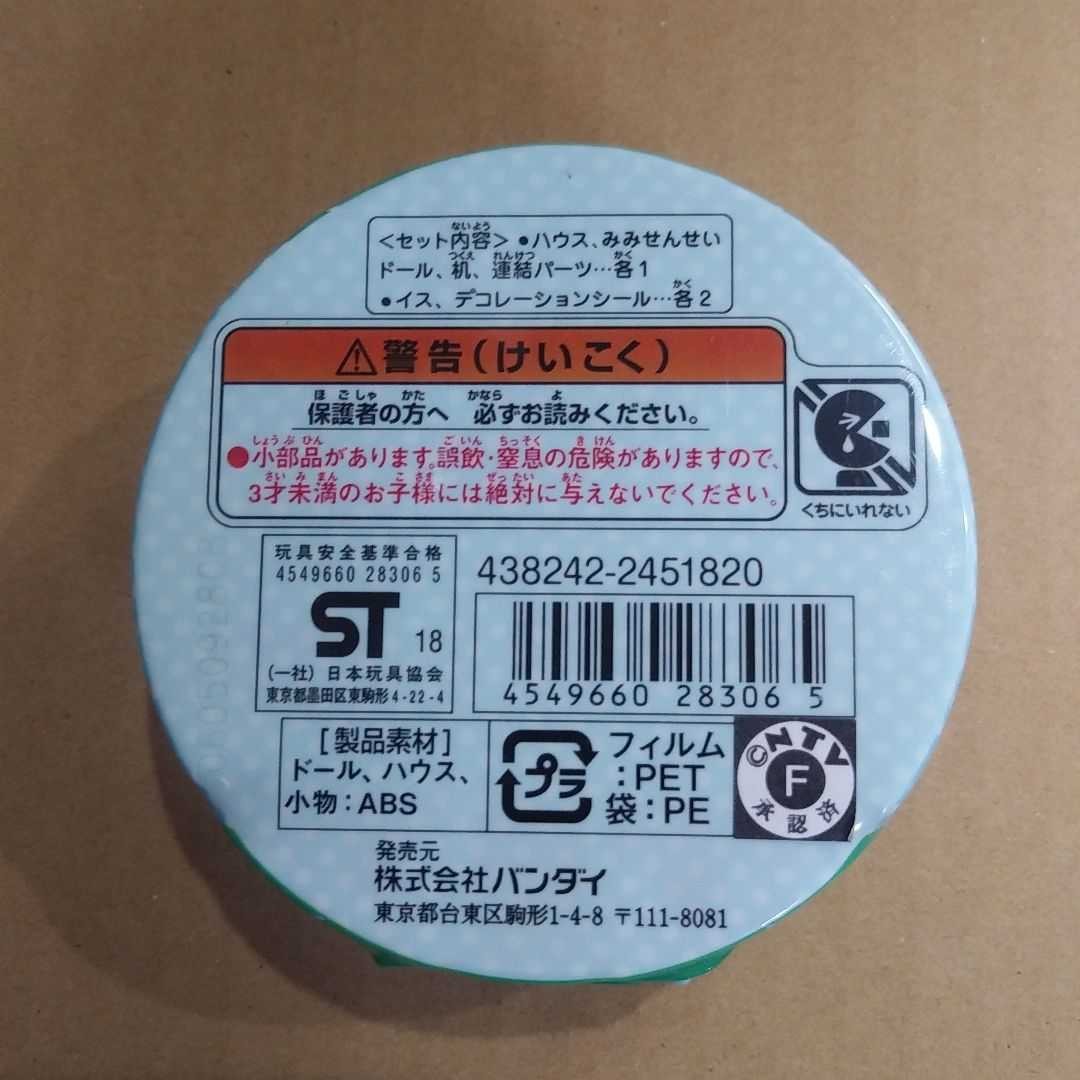 ＜セット内容＞ ●ハウス、みみせんせい
ドール、机、連結パーツ…各1
●イス、デコレーションシール…各2
⚠警告(けいこく)
保護者の方へ 必ずお読みください。
●小部品があります。誤飲・窒息の危険がありますので、
3才未満のお子様には絶対に与えないでください。
くちにいれない
玩具安全基準合格
4549660 28306 5
ST 18
(一社) 日本玩具協会
東京都墨田区東駒形4-22-4
438242-2451820
4549660 28306 5
[製品素材]
ドール、ハウス、
小物：ABS
プラ
フィルム
：PET
袋：PE
©NTV
F
承認済
発売元
株式会社バンダイ
東京都台東区駒形1-4-8 〒111-8081